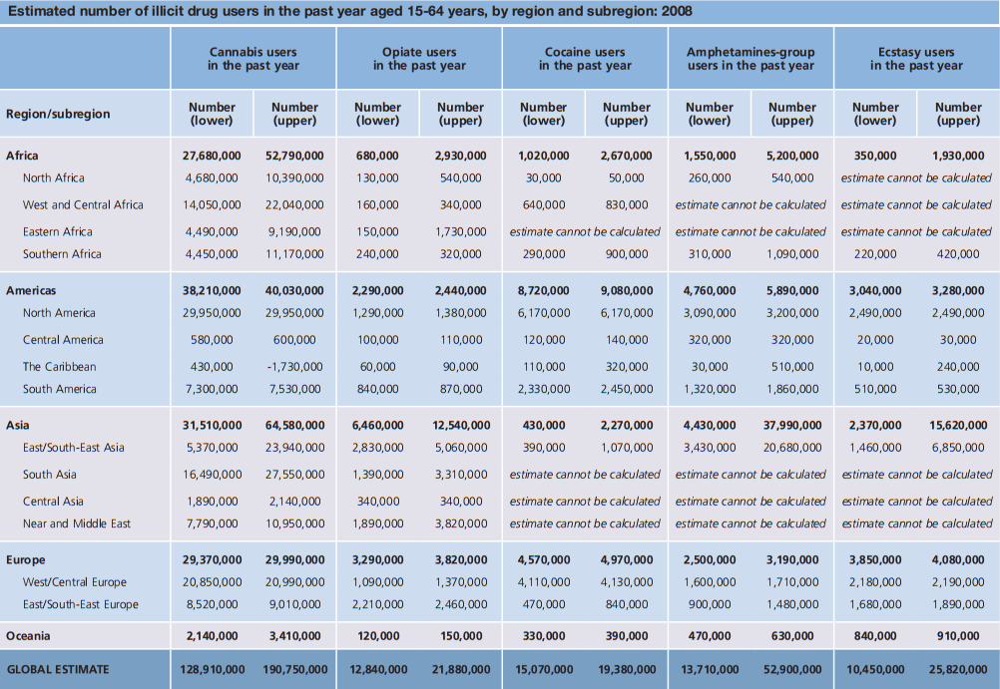 Estimated number of illicit drug users in the past year aged 15-64 years, by region and subregion: 2008
Cannabis users in the past year Opiate users in the past year Cocaine users in the past year Amphetamines-group users in the past year Ecstasy users in the past year
Region/subregion Number (lower) Number (upper) Number (lower) Number (upper) Number (lower) Number (upper) Number (lower) Number (upper) Number (lower) Number (upper)
Africa 27,680,000 52,790,000 680,000 2,930,000 1,020,000 2,670,000 1,550,000 5,200,000 350,000 1,930,000
North Africa 4,680,000 10,390,000 130,000 540,000 30,000 50,000 260,000 540,000 estimate cannot be calculated
West and Central Africa 14,050,000 22,040,000 160,000 340,000 640,000 830,000 estimate cannot be calculated estimate cannot be calculated
Eastern Africa 4,490,000 9,190,000 150,000 1,730,000 estimate cannot be calculated estimate cannot be calculated estimate cannot be calculated
Southern Africa 4,450,000 11,170,000 240,000 320,000 290,000 900,000 310,000 1,090,000 220,000 420,000
Americas 38,210,000 40,030,000 2,290,000 2,440,000 8,720,000 9,080,000 4,760,000 5,890,000 3,040,000 3,280,000
North America 29,950,000 29,950,000 1,290,000 1,380,000 6,170,000 6,170,000 3,090,000 3,200,000 2,490,000 2,490,000
Central America 580,000 600,000 100,000 110,000 120,000 140,000 320,000 320,000 20,000 30,000
The Caribbean 430,000 -1,730,000 60,000 90,000 110,000 320,000 30,000 510,000 10,000 240,000
South America 7,300,000 7,530,000 840,000 870,000 2,330,000 2,450,000 1,320,000 1,860,000 510,000 530,000
Asia 31,510,000 64,580,000 6,460,000 12,540,000 430,000 2,270,000 4,430,000 37,990,000 2,370,000 15,620,000
East/South-East Asia 5,370,000 23,940,000 2,830,000 5,060,000 390,000 1,070,000 3,430,000 20,680,000 1,460,000 6,850,000
South Asia 16,490,000 27,550,000 1,390,000 3,310,000 estimate cannot be calculated estimate cannot be calculated estimate cannot be calculated
Central Asia 1,890,000 2,140,000 340,000 340,000 estimate cannot be calculated estimate cannot be calculated estimate cannot be calculated
Near and Middle East 7,790,000 10,950,000 1,890,000 3,820,000 estimate cannot be calculated estimate cannot be calculated estimate cannot be calculated
Europe 29,370,000 29,990,000 3,290,000 3,820,000 4,570,000 4,970,000 2,500,000 3,190,000 3,850,000 4,080,000
West/Central Europe 20,850,000 20,990,000 1,090,000 1,370,000 4,110,000 4,130,000 1,600,000 1,710,000 2,180,000 2,190,000
East/South-East Europe 8,520,000 9,010,000 2,210,000 2,460,000 470,000 840,000 900,000 1,480,000 1,680,000 1,890,000
Oceania 2,140,000 3,410,000 120,000 150,000 330,000 390,000 470,000 630,000 840,000 910,000
GLOBAL ESTIMATE 128,910,000 190,750,000 12,840,000 21,880,000 15,070,000 19,380,000 13,710,000 52,900,000 10,450,000 25,820,000